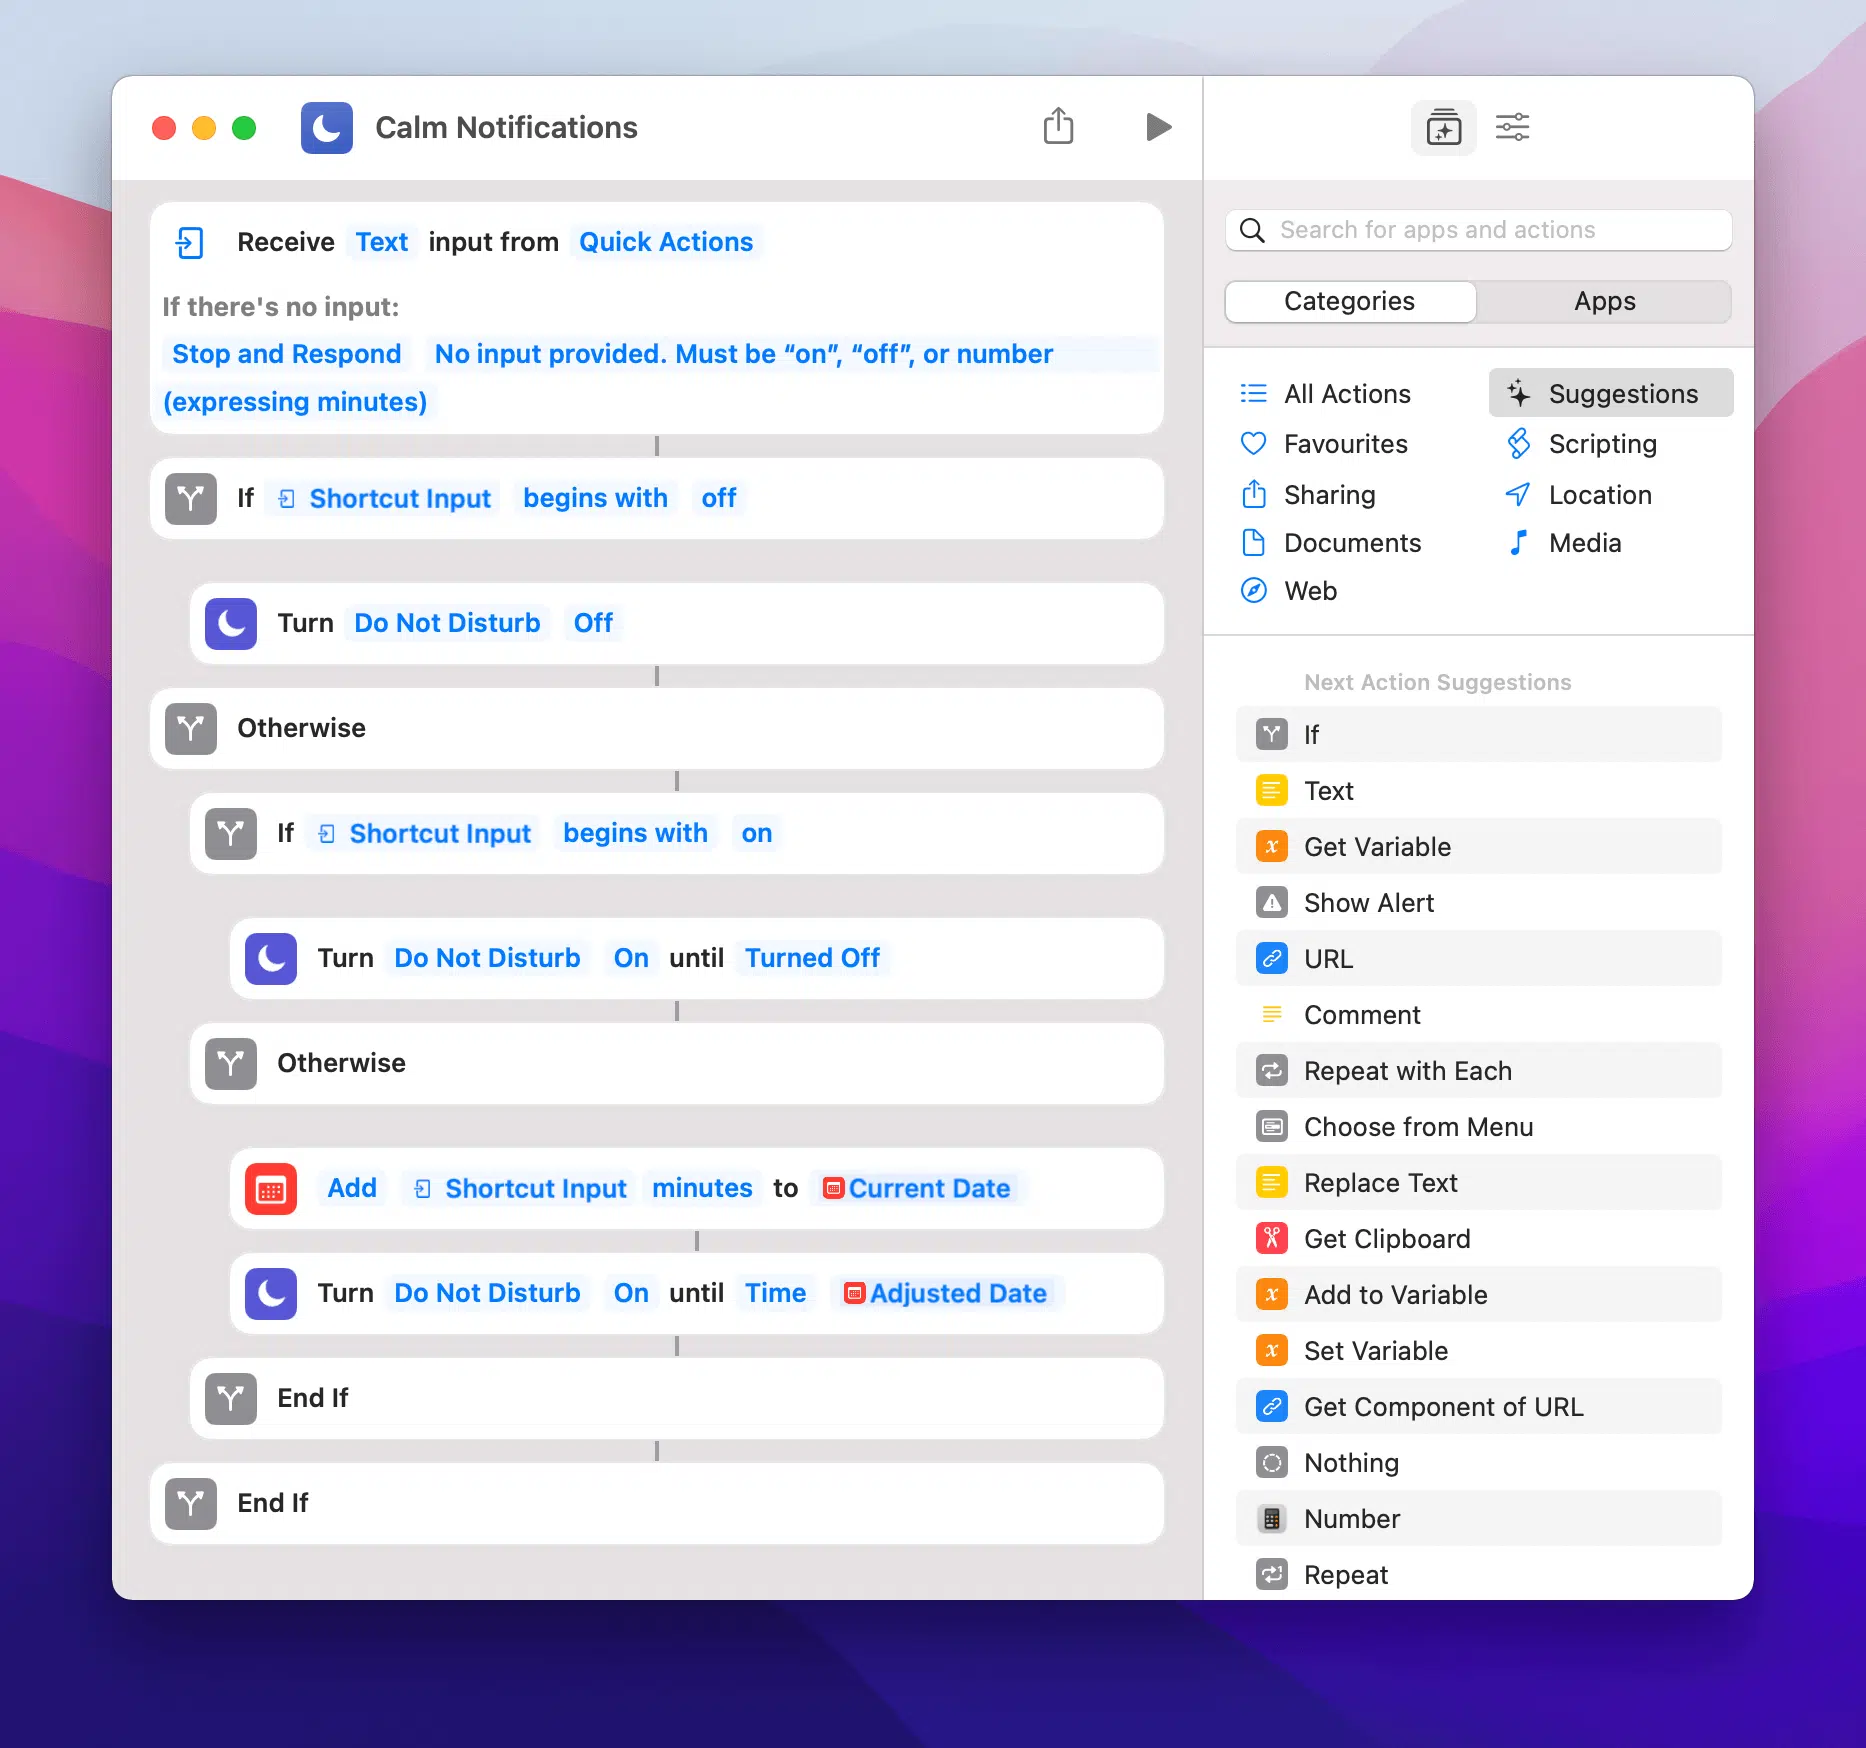 Calm Notifications
Receive Text input from Quick Actions
If there's no input:
Stop and Respond No input provided. Must be “on”, “off”, or number
(expressing minutes)
If Shortcut Input begins with off
Turn Do Not Disturb Off
Otherwise
If Shortcut Input begins with on
Turn Do Not Disturb On until Turned Off
Otherwise
Add Shortcut Input minutes to Current Date
Turn Do Not Disturb On until Time Adjusted Date
End If
End If
Search for apps and actions
Categories Apps
All Actions Suggestions
Favourites Scripting
Sharing Location
Documents Media
Web
Next Action Suggestions
If
Text
Get Variable
Show Alert
URL
Comment
Repeat with Each
Choose from Menu
Replace Text
Get Clipboard
Add to Variable
Set Variable
Get Component of URL
Nothing
Number
Repeat